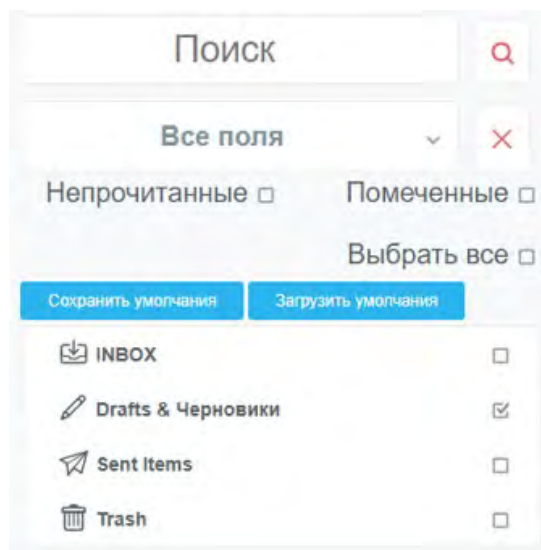 Поиск
Все поля
Непрочитанные Помеченные
Выбрать все
Сохранить умолчания Загрузить умолчания
INBOX
Drafts & Черновики
Sent Items
Trash